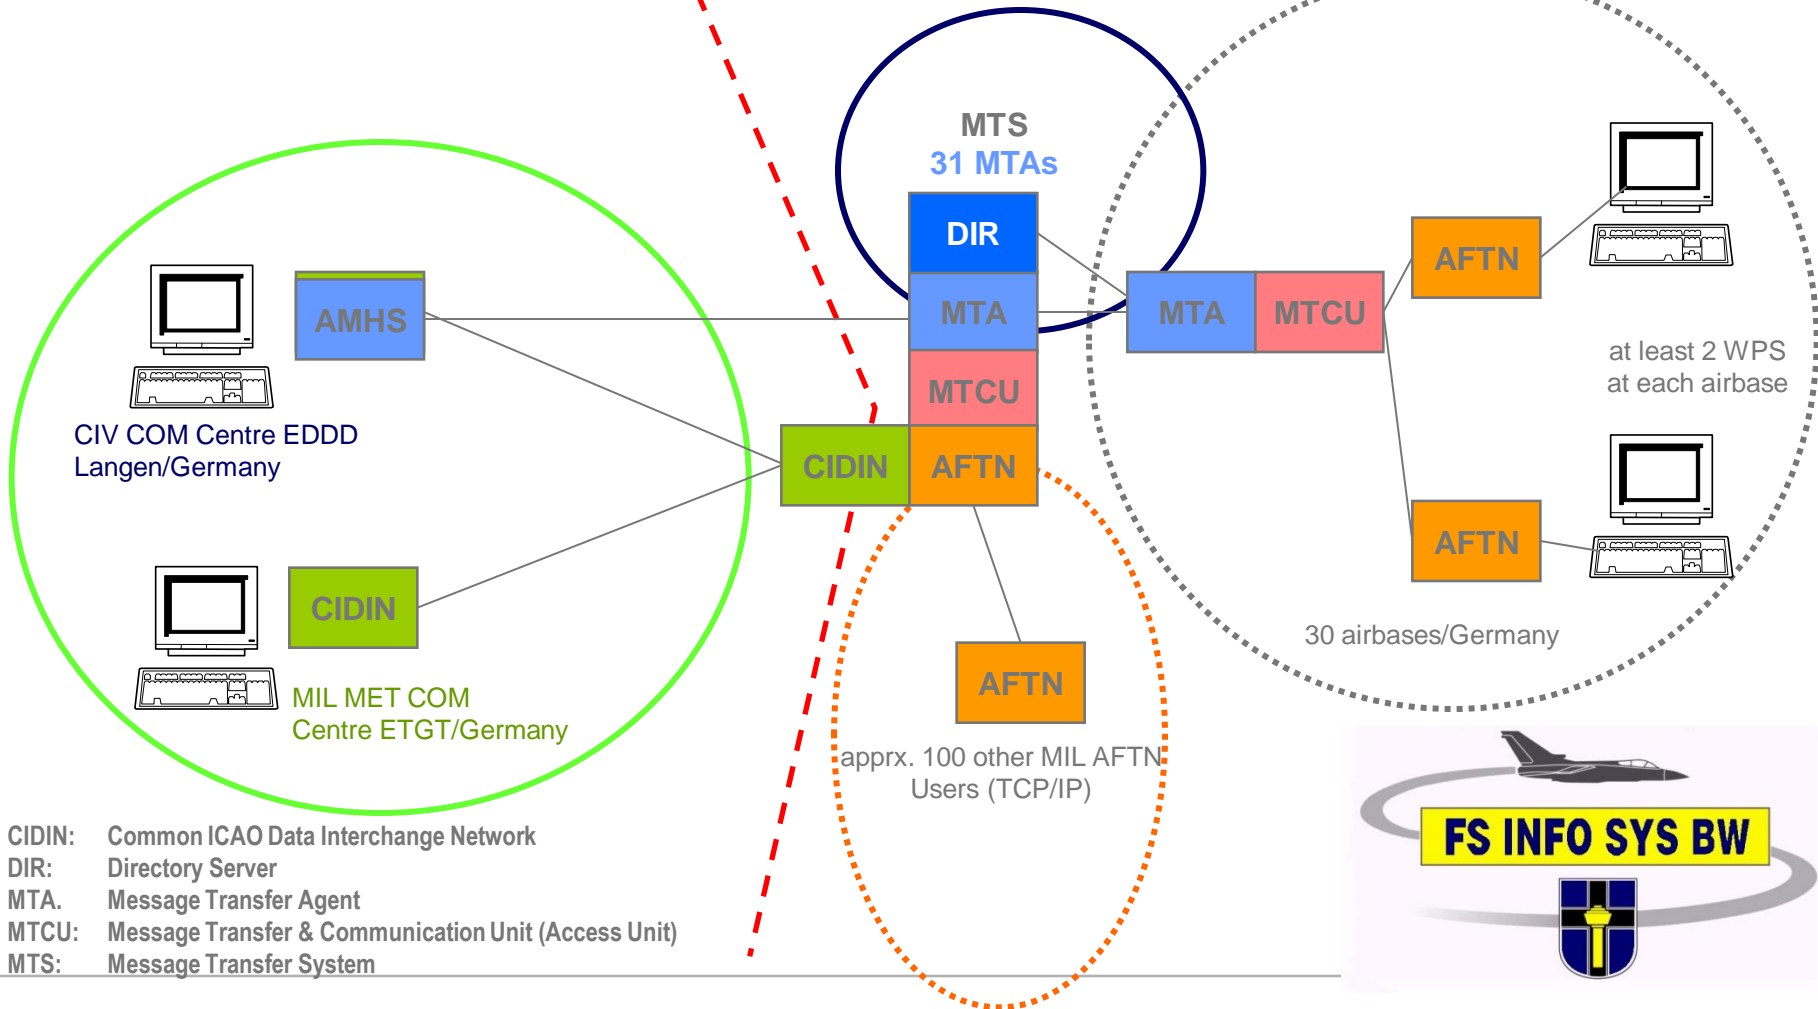 MTS
31 MTAs
DIR
AMHS
MTA
MTA
MTCU
AFTN
at least 2 WPS
at each airbase
MTCU
CIV COM Centre EDDD
Langen/Germany
CIDIN
AFTN
AFTN
CIDIN
30 airbases/Germany
MIL MET COM
Centre ETGT/Germany
AFTN
apprx. 100 other MIL AFTN
Users (TCP/IP)
CIDIN: Common ICAO Data Interchange Network
DIR: Directory Server
MTA. Message Transfer Agent
MTCU: Message Transfer & Communication Unit (Access Unit)
MTS: Message Transfer System
FS INFO SYS BW